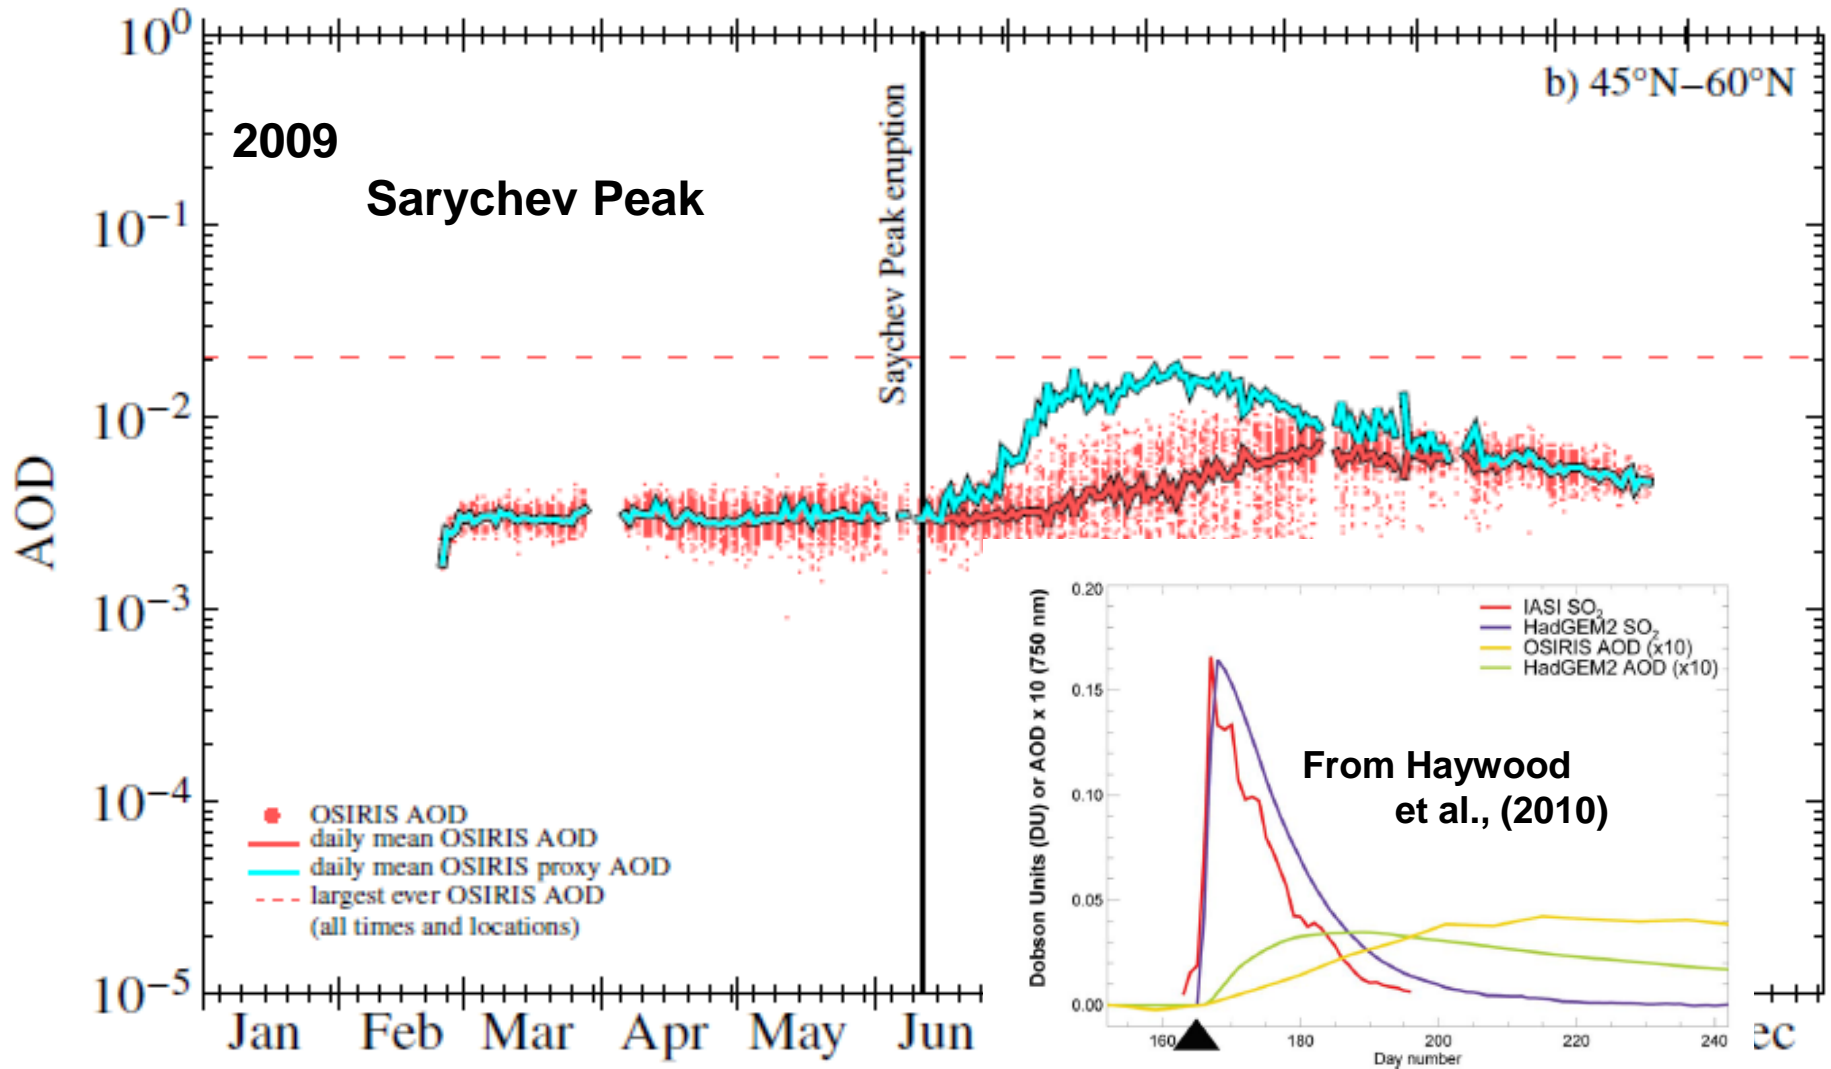 10⁰
10⁻¹
10⁻²
10⁻³
10⁻⁴
10⁻⁵
AOD
b) 45°N–60°N
2009
Sarychev Peak
Saychev Peak eruption
OSIRIS AOD
daily mean OSIRIS AOD
daily mean OSIRIS proxy AOD
largest ever OSIRIS AOD
(all times and locations)
Jan Feb Mar Apr May Jun ec
Dobson Units (DU) or AOD x 10 (750 nm)
0.20
0.15
0.10
0.05
0.00
IASI SO₂
HadGEM2 SO₂
OSIRIS AOD (x10)
HadGEM2 AOD (x10)
From Haywood
et al., (2010)
160 180 200 220 240
Day number